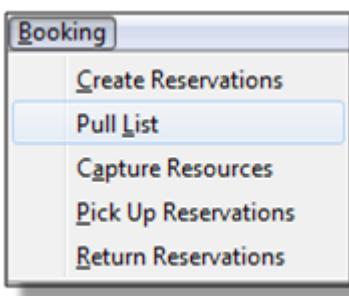 Booking
Create Reservations
Pull List
Capture Resources
Pick Up Reservations
Return Reservations